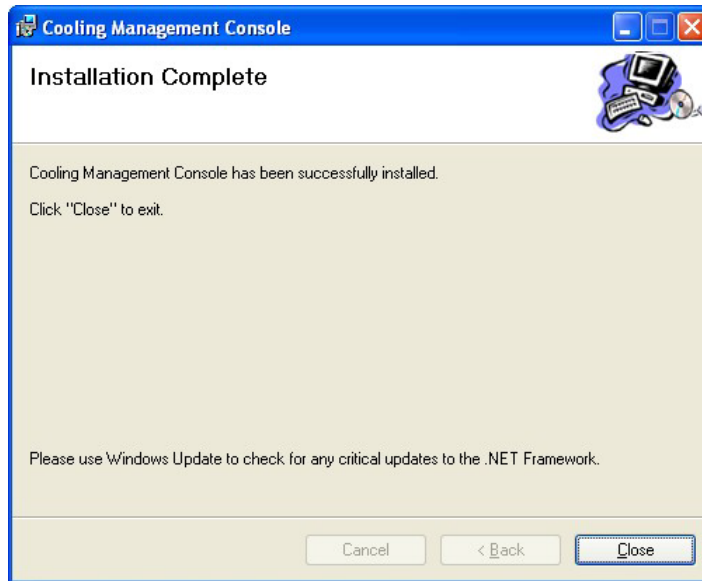 Cooling Management Console
Installation Complete
Cooling Management Console has been successfully installed.
Click "Close" to exit.
Please use Windows Update to check for any critical updates to the .NET Framework.
Cancel < Back Close